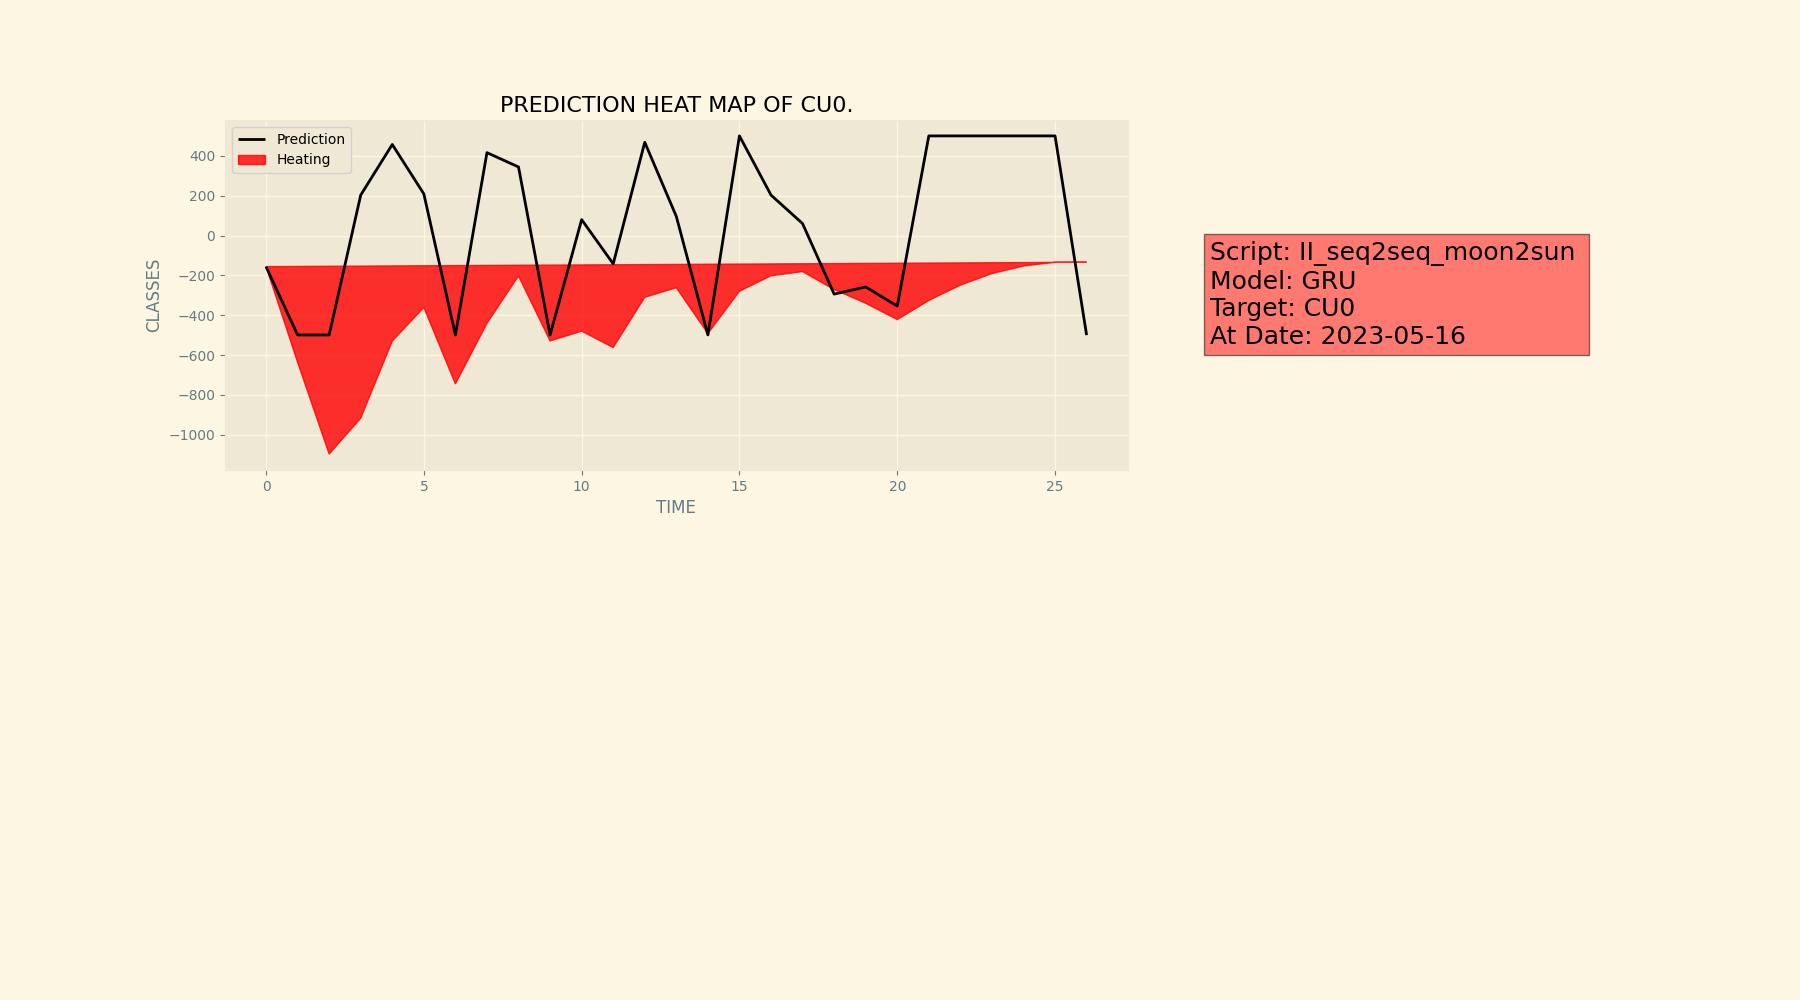 PREDICTION HEAT MAP OF CU0.
Prediction
Heating
400
200
0
−200
−400
−600
−800
−1000
CLASSES
0 5 10 15 20 25
TIME
Script: II_seq2seq_moon2sun
Model: GRU
Target: CU0
At Date: 2023-05-16